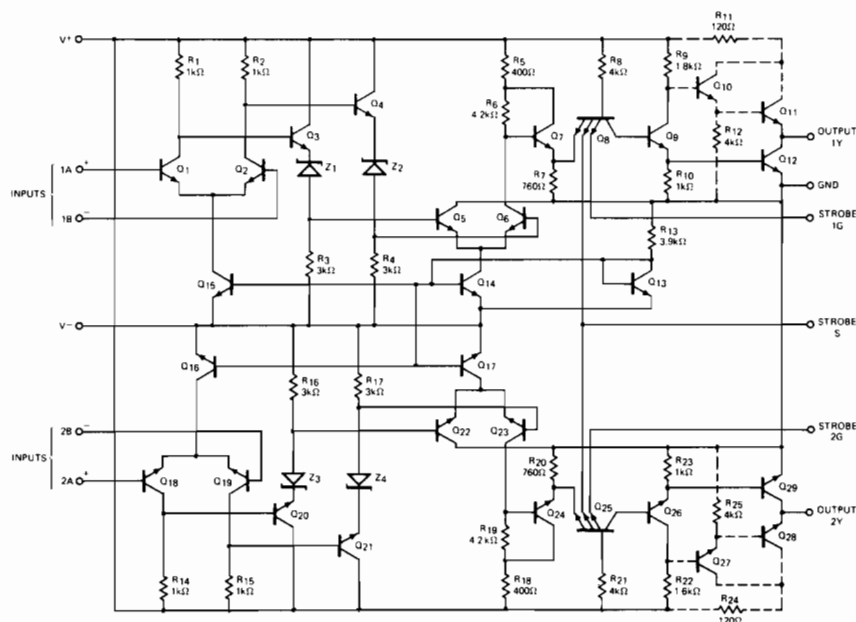 R11
120Ω
V+
R1
1kΩ
R2
1kΩ
R5
400Ω
R8
4kΩ
R9
1.8kΩ
Q10
Q3
Q4
R6
4.2kΩ
Q11
Q7
Q8
Q9
R12
4kΩ
OUTPUT
1Y
Q12
1A + Q1 Q2
Z1
Z2
R7
760Ω
R10
1kΩ
GND
INPUTS
1B −
Q5
Q6
STROBE
1G
R13
3.9kΩ
R3
3kΩ
R4
3kΩ
Q15
Q14
Q13
V−
STROBE
S
Q16
R16
3kΩ
R17
3kΩ
Q17
2B −
Q22
Q23
STROBE
2G
INPUTS
2A +
Q18
Q19
Z3
Z4
R20
760Ω
R23
1kΩ
Q29
Q20
Q24
Q25
Q26
R25
4kΩ
OUTPUT
2Y
Q21
R19
4.2kΩ
Q28
Q27
R14
1kΩ
R15
1kΩ
R18
400Ω
R21
4kΩ
R22
1.6kΩ
R24
120Ω